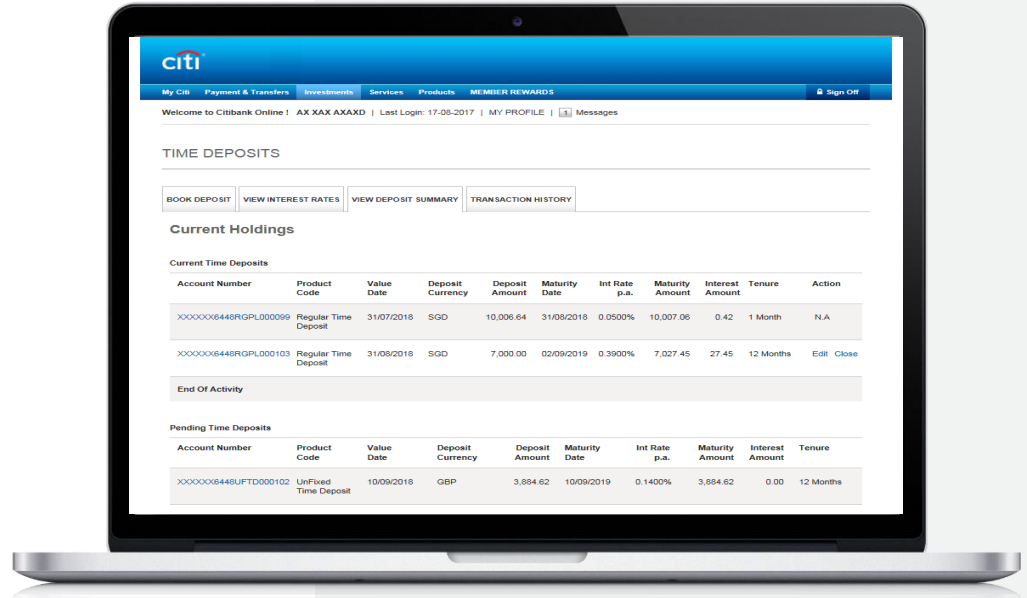 citi
My Citi Payment & Transfers Investments Services Products MEMBER REWARDS Sign Off
Welcome to Citibank Online ! AX XAX AXAXD | Last Login: 17-08-2017 | MY PROFILE | 1 Messages
TIME DEPOSITS
BOOK DEPOSIT VIEW INTEREST RATES VIEW DEPOSIT SUMMARY TRANSACTION HISTORY
Current Holdings
Current Time Deposits
Account Number Product Value Deposit Deposit Maturity Int Rate Maturity Interest Tenure Action
Code Date Currency Amount Date p.a. Amount Amount
XXXXXX6448RGPL000099 Regular Time 31/07/2018 SGD 10,006.64 31/08/2018 0.0500% 10,007.06 0.42 1 Month N.A
Deposit
XXXXXX6448RGPL000103 Regular Time 31/08/2018 SGD 7,000.00 02/09/2019 0.3900% 7,027.45 27.45 12 Months Edit Close
Deposit
End Of Activity
Pending Time Deposits
Account Number Product Value Deposit Deposit Maturity Int Rate Maturity Interest Tenure
Code Date Currency Amount Date p.a. Amount Amount
XXXXXX6448UFTD000102 UnFixed 10/09/2018 GBP 3,884.62 10/09/2019 0.1400% 3,884.62 0.00 12 Months
Time Deposit